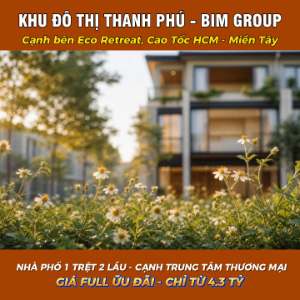 KHU ĐÔ THỊ THANH PHÚ - BIM GROUP
Cạnh bên Eco Retreat, Cao Tốc HCM - Miền Tây
NHÀ PHỐ 1 TRỆT 2 LẦU - CẠNH TRUNG TÂM THƯƠNG MẠI
GIÁ FULL ƯU ĐÃI - CHỈ TỪ 4.3 TỶ